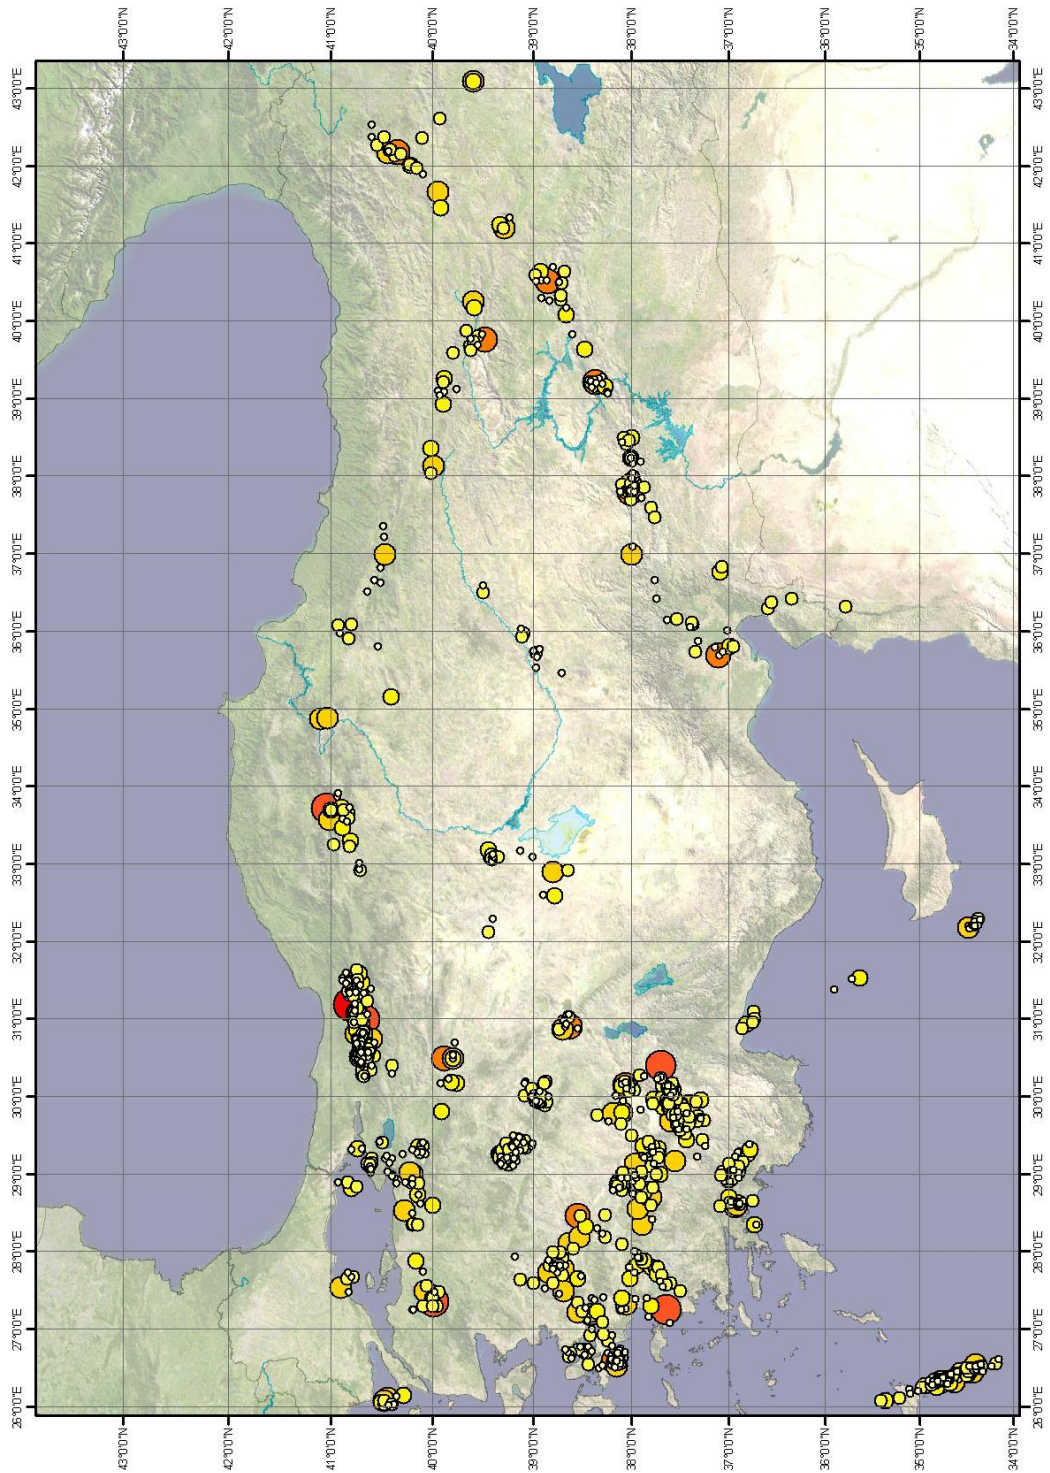 43°0'0"N
42°0'0"N
41°0'0"N
40°0'0"N
39°0'0"N
38°0'0"N
37°0'0"N
36°0'0"N
35°0'0"N
34°0'0"N
43°0'0"E
42°0'0"E
41°0'0"E
40°0'0"E
39°0'0"E
38°0'0"E
37°0'0"E
36°0'0"E
35°0'0"E
34°0'0"E
33°0'0"E
32°0'0"E
31°0'0"E
30°0'0"E
29°0'0"E
28°0'0"E
27°0'0"E
26°0'0"E
43°0'0"E
42°0'0"E
41°0'0"E
40°0'0"E
39°0'0"E
38°0'0"E
37°0'0"E
36°0'0"E
35°0'0"E
34°0'0"E
33°0'0"E
32°0'0"E
31°0'0"E
30°0'0"E
29°0'0"E
28°0'0"E
27°0'0"E
26°0'0"E
43°0'0"N
42°0'0"N
41°0'0"N
40°0'0"N
39°0'0"N
38°0'0"N
37°0'0"N
36°0'0"N
35°0'0"N
34°0'0"N